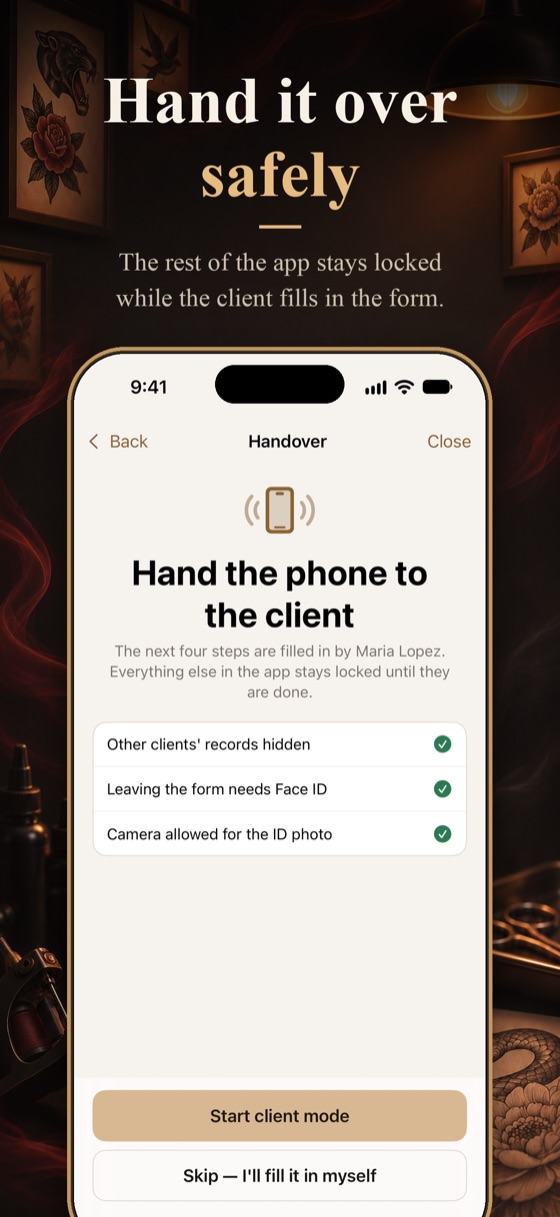 Hand it over
safely
The rest of the app stays locked
while the client fills in the form.
9:41
Back
Handover
Close
Hand the phone to
the client
The next four steps are filled in by Maria Lopez.
Everything else in the app stays locked until they
are done.
Other clients' records hidden
Leaving the form needs Face ID
Camera allowed for the ID photo
Start client mode
Skip — I'll fill it in myself